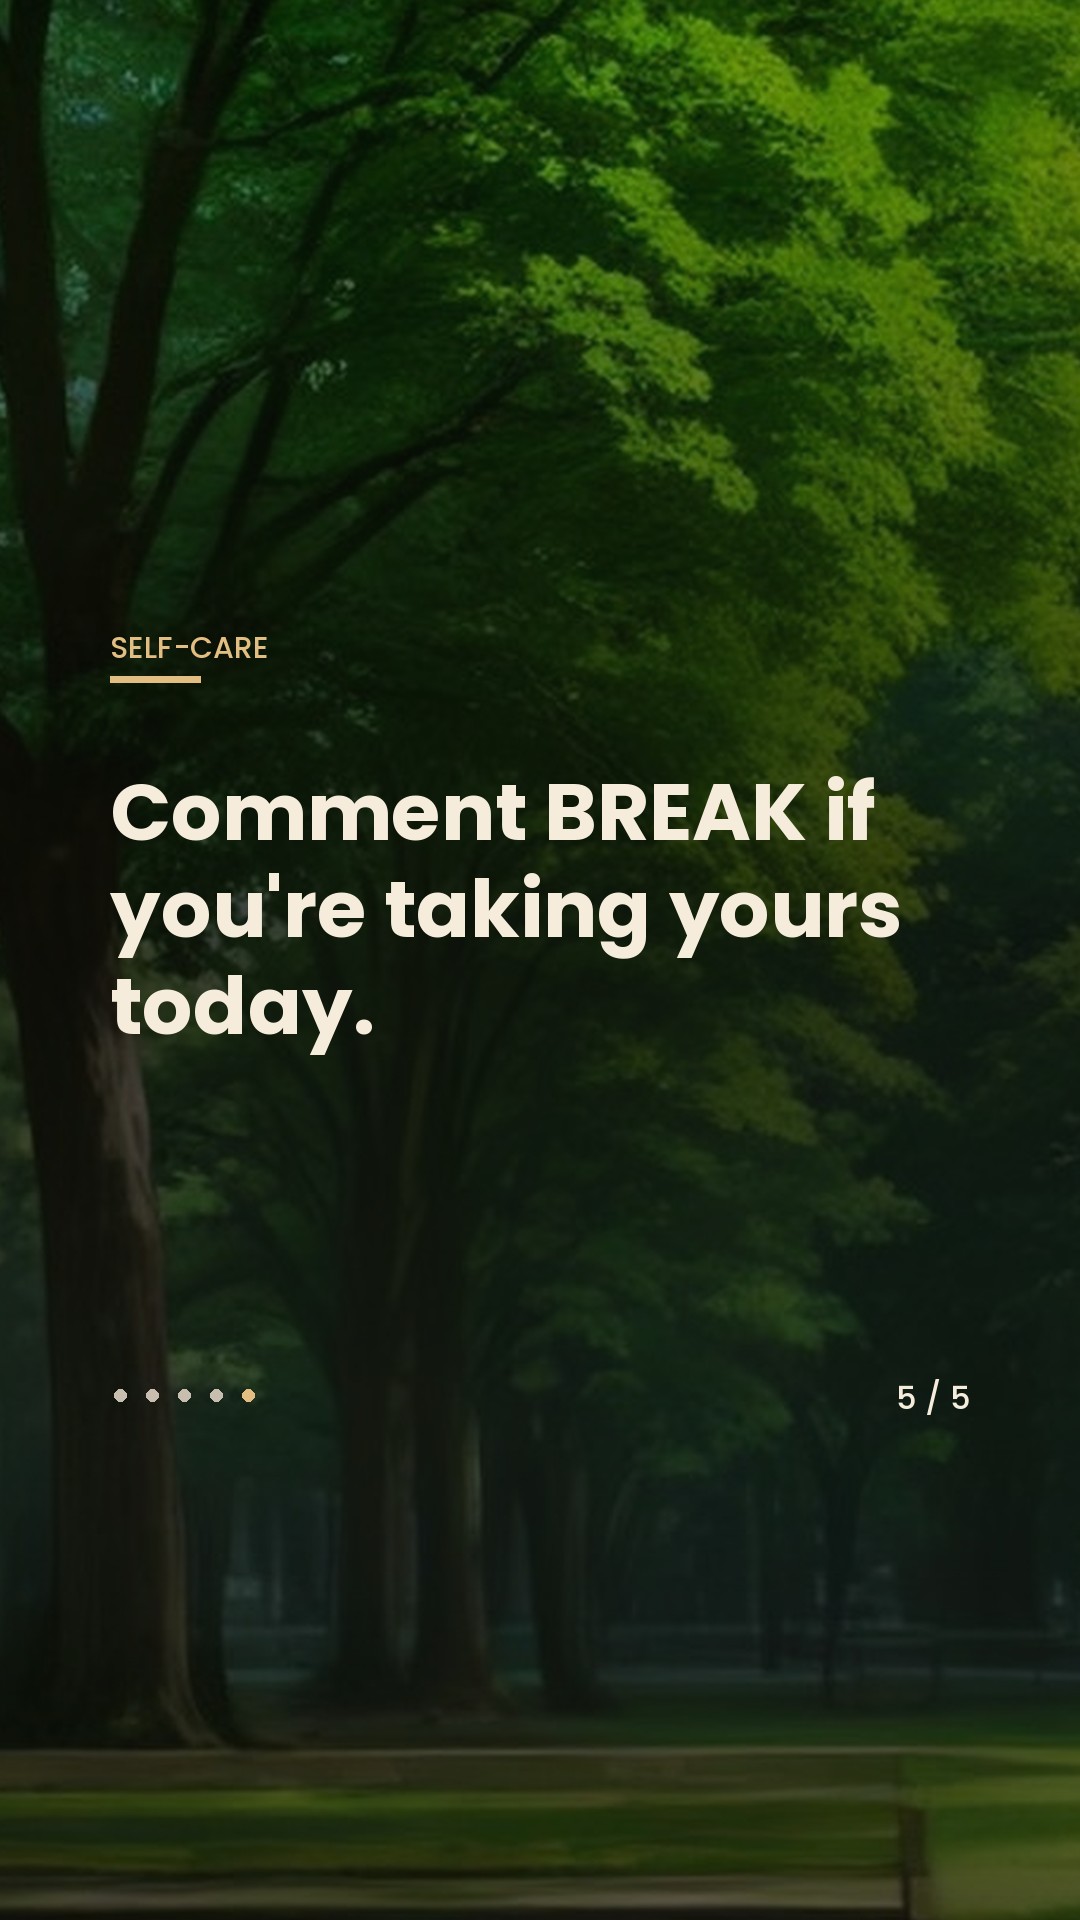 SELF-CARE
Comment BREAK if
you're taking yours
today.
5 / 5